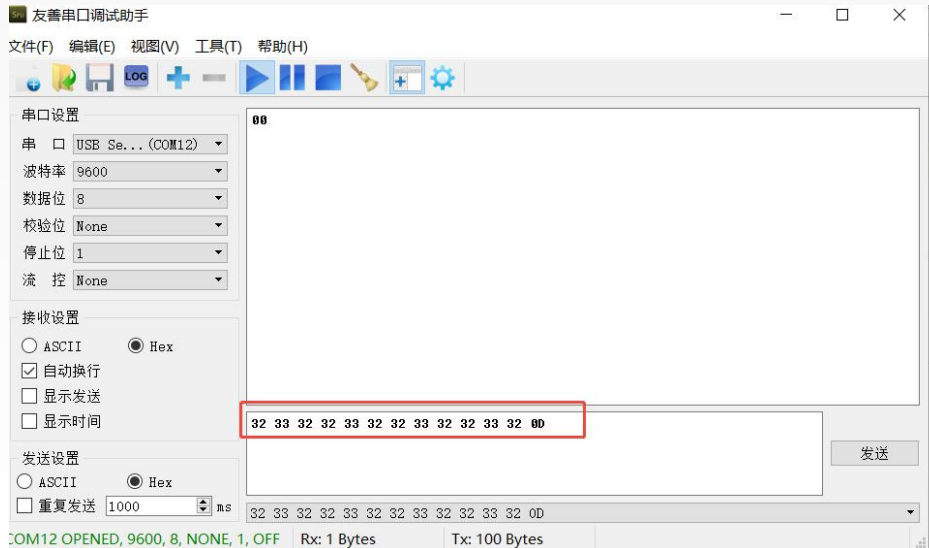 友善串口调试助手
文件(F) 编辑(E) 视图(V) 工具(T) 帮助(H)
LOG
串口设置
串 口 USB Se...(COM12)
波特率 9600
数据位 8
校验位 None
停止位 1
流 控 None
接收设置
ASCII Hex
自动换行
显示发送
显示时间
发送设置
ASCII Hex
重复发送 1000 ms
00
32 33 32 32 33 32 32 33 32 32 33 32 0D
发送
32 33 32 32 33 32 32 33 32 32 33 32 0D
COM12 OPENED, 9600, 8, NONE, 1, OFF Rx: 1 Bytes Tx: 100 Bytes